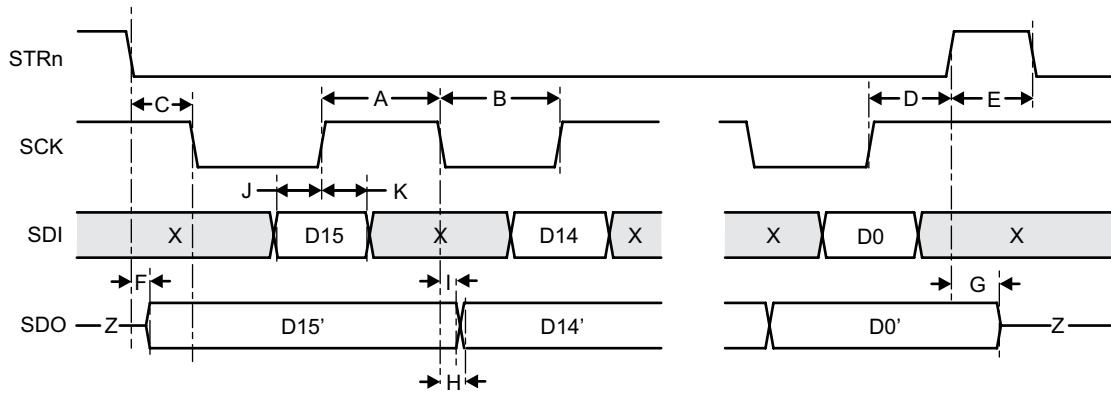 STRn
C A B D E
SCK
J K
SDI X D15 X D14 X X D0 X
F I G
SDO Z D15’ D14’ D0’ Z
H